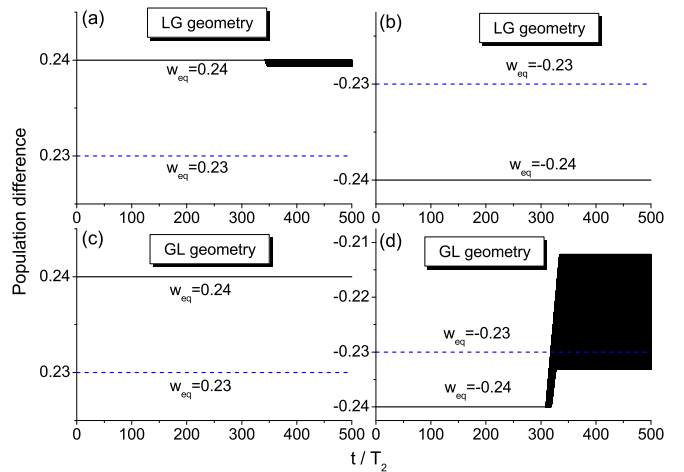 (a) LG geometry
0.24
w_eq=0.24
0.23
w_eq=0.23
0 100 200 300 400 500
(b) LG geometry
w_eq=-0.23
-0.23
w_eq=-0.24
-0.24
0 100 200 300 400 500
Population difference
(c) GL geometry
0.24
w_eq=0.24
0.23
w_eq=0.23
0 100 200 300 400 500
(d) GL geometry
-0.21
-0.22
w_eq=-0.23
-0.23
w_eq=-0.24
-0.24
0 100 200 300 400 500
t / T_2